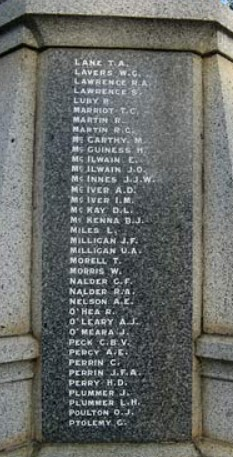 LANE T.A.
LAVERS W.G.
LAWRENCE R.A.
LAWRENCE S.
LUBY R.
MARRIOT T.C.
MARTIN R.
MARTIN R.G.
McCARTHY. M.
McGUINESS H.
McILWAIN E.
McILWAIN J.O.
McINNES J.J.W.
McIVER A.D.
McIVER I.M.
McKAY D.L.
McKENNA B.J.
MILES L.
MILLIGAN J.F.
MILLIGAN U.A.
MORELL T.
MORRIS W.
NALDER G.F.
NALDER R.A.
NELSON A.E.
O'HEA R.
O'LEARY A.J.
O'MEARA J.
PECK C.B.V.
PERCY A.E.
PERRIN C.
PERRIN J.F.A.
PERRY H.D.
PLUMMER J.
PLUMMER L.H.
POULTON O.J.
PTOLEMY G.